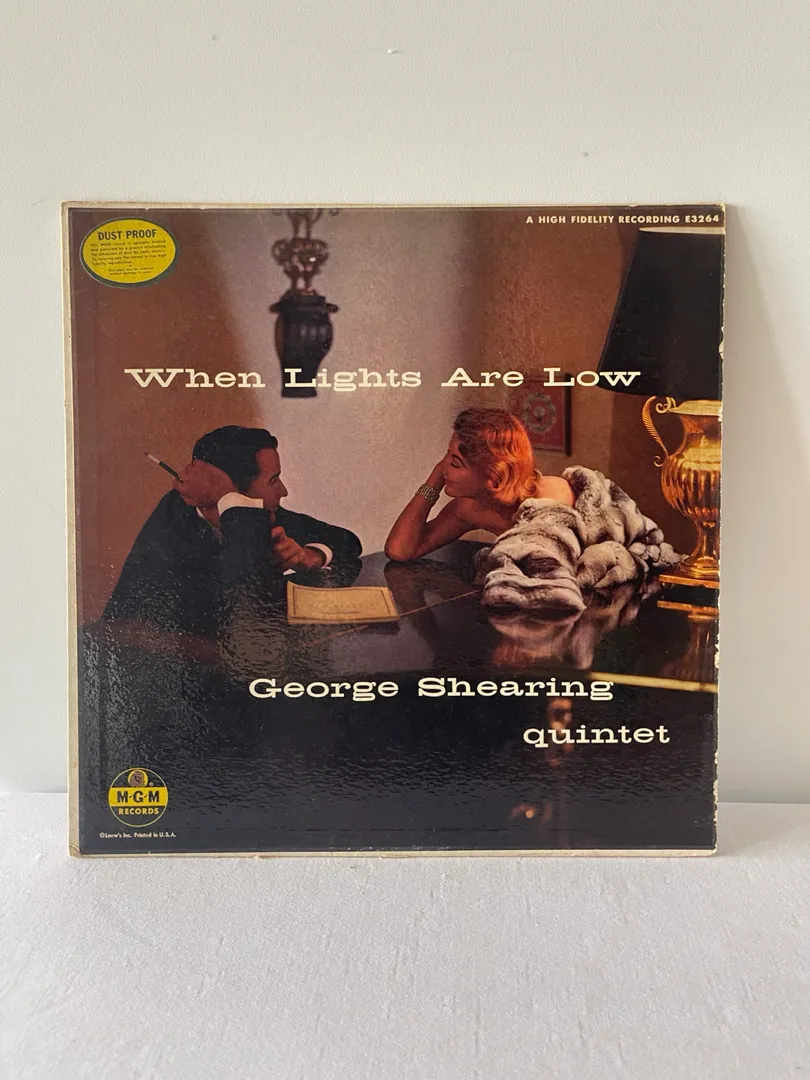 A HIGH FIDELITY RECORDING E3264
DUST PROOF
When Lights Are Low
George Shearing
quintet
M-G-M
RECORDS
©Loew's Inc. Printed in U.S.A.